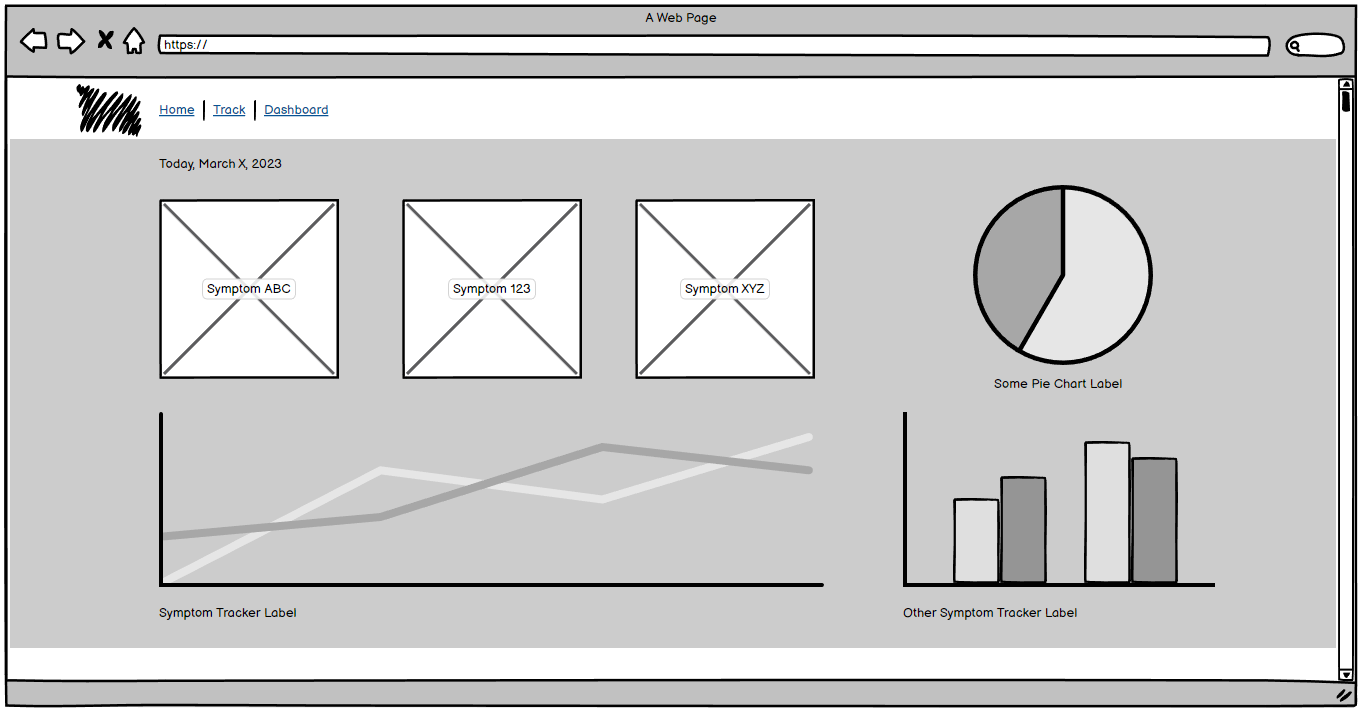 A Web Page
https://
Home Track Dashboard
Today, March X, 2023
Symptom ABC
Symptom 123
Symptom XYZ
Some Pie Chart Label
Symptom Tracker Label
Other Symptom Tracker Label